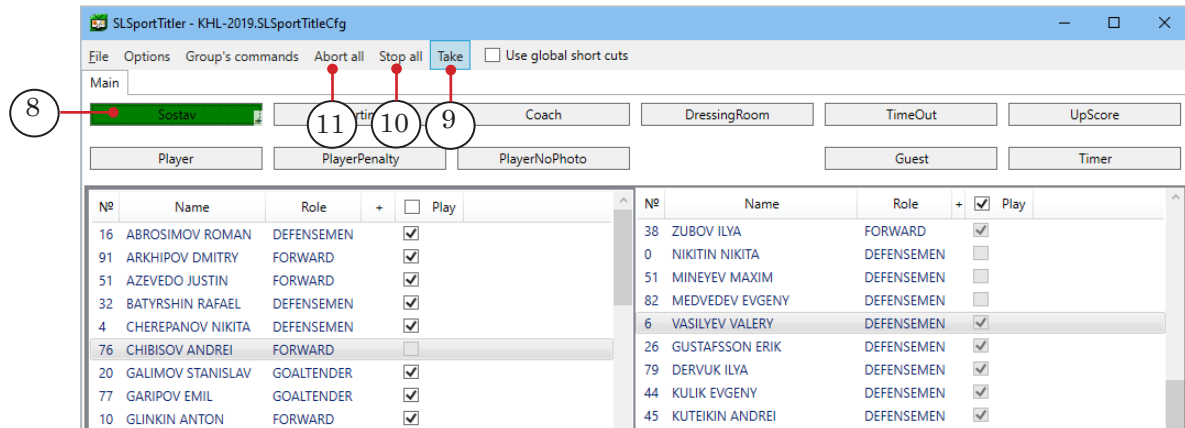 SLSportTitler - KHL-2019.SLSportTitleCfg
File Options Group's commands Abort all Stop all Take Use global short cuts
Main
8 Sostav 11 10 9 Coach DressingRoom TimeOut UpScore
Player PlayerPenalty PlayerNoPhoto Guest Timer
№ Name Role + Play № Name Role + Play
16 ABROSIMOV ROMAN DEFENSEMEN 38 ZUBOV ILYA FORWARD
91 ARKHIPOV DMITRY FORWARD 0 NIKITIN NIKITA DEFENSEMEN
51 AZEVEDO JUSTIN FORWARD 51 MINEYEV MAXIM DEFENSEMEN
32 BATYRSHIN RAFAEL DEFENSEMEN 82 MEDVEDEV EVGENY DEFENSEMEN
4 CHEREPANOV NIKITA DEFENSEMEN 6 VASILYEV VALERY DEFENSEMEN
76 CHIBISOV ANDREI FORWARD 26 GUSTAFSSON ERIK DEFENSEMEN
20 GALIMOV STANISLAV GOALTENDER 79 DERVUK ILYA DEFENSEMEN
77 GARIPOV EMIL GOALTENDER 44 KULIK EVGENY DEFENSEMEN
10 GLINKIN ANTON FORWARD 45 KUTEIKIN ANDREI DEFENSEMEN